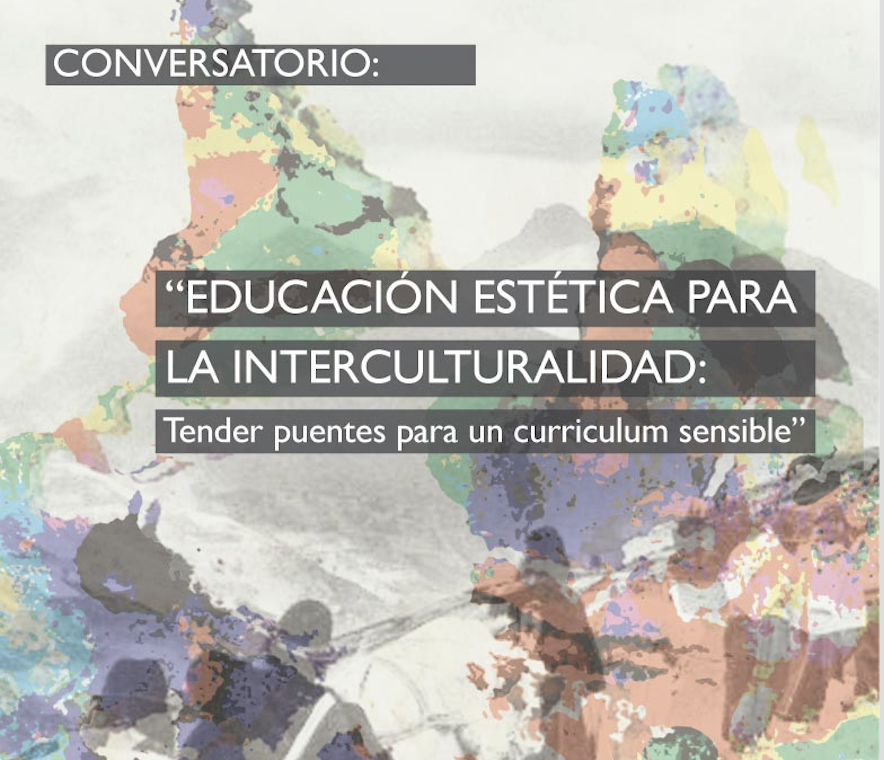 CONVERSATORIO:
“EDUCACIÓN ESTÉTICA PARA
LA INTERCULTURALIDAD:
Tender puentes para un curriculum sensible”